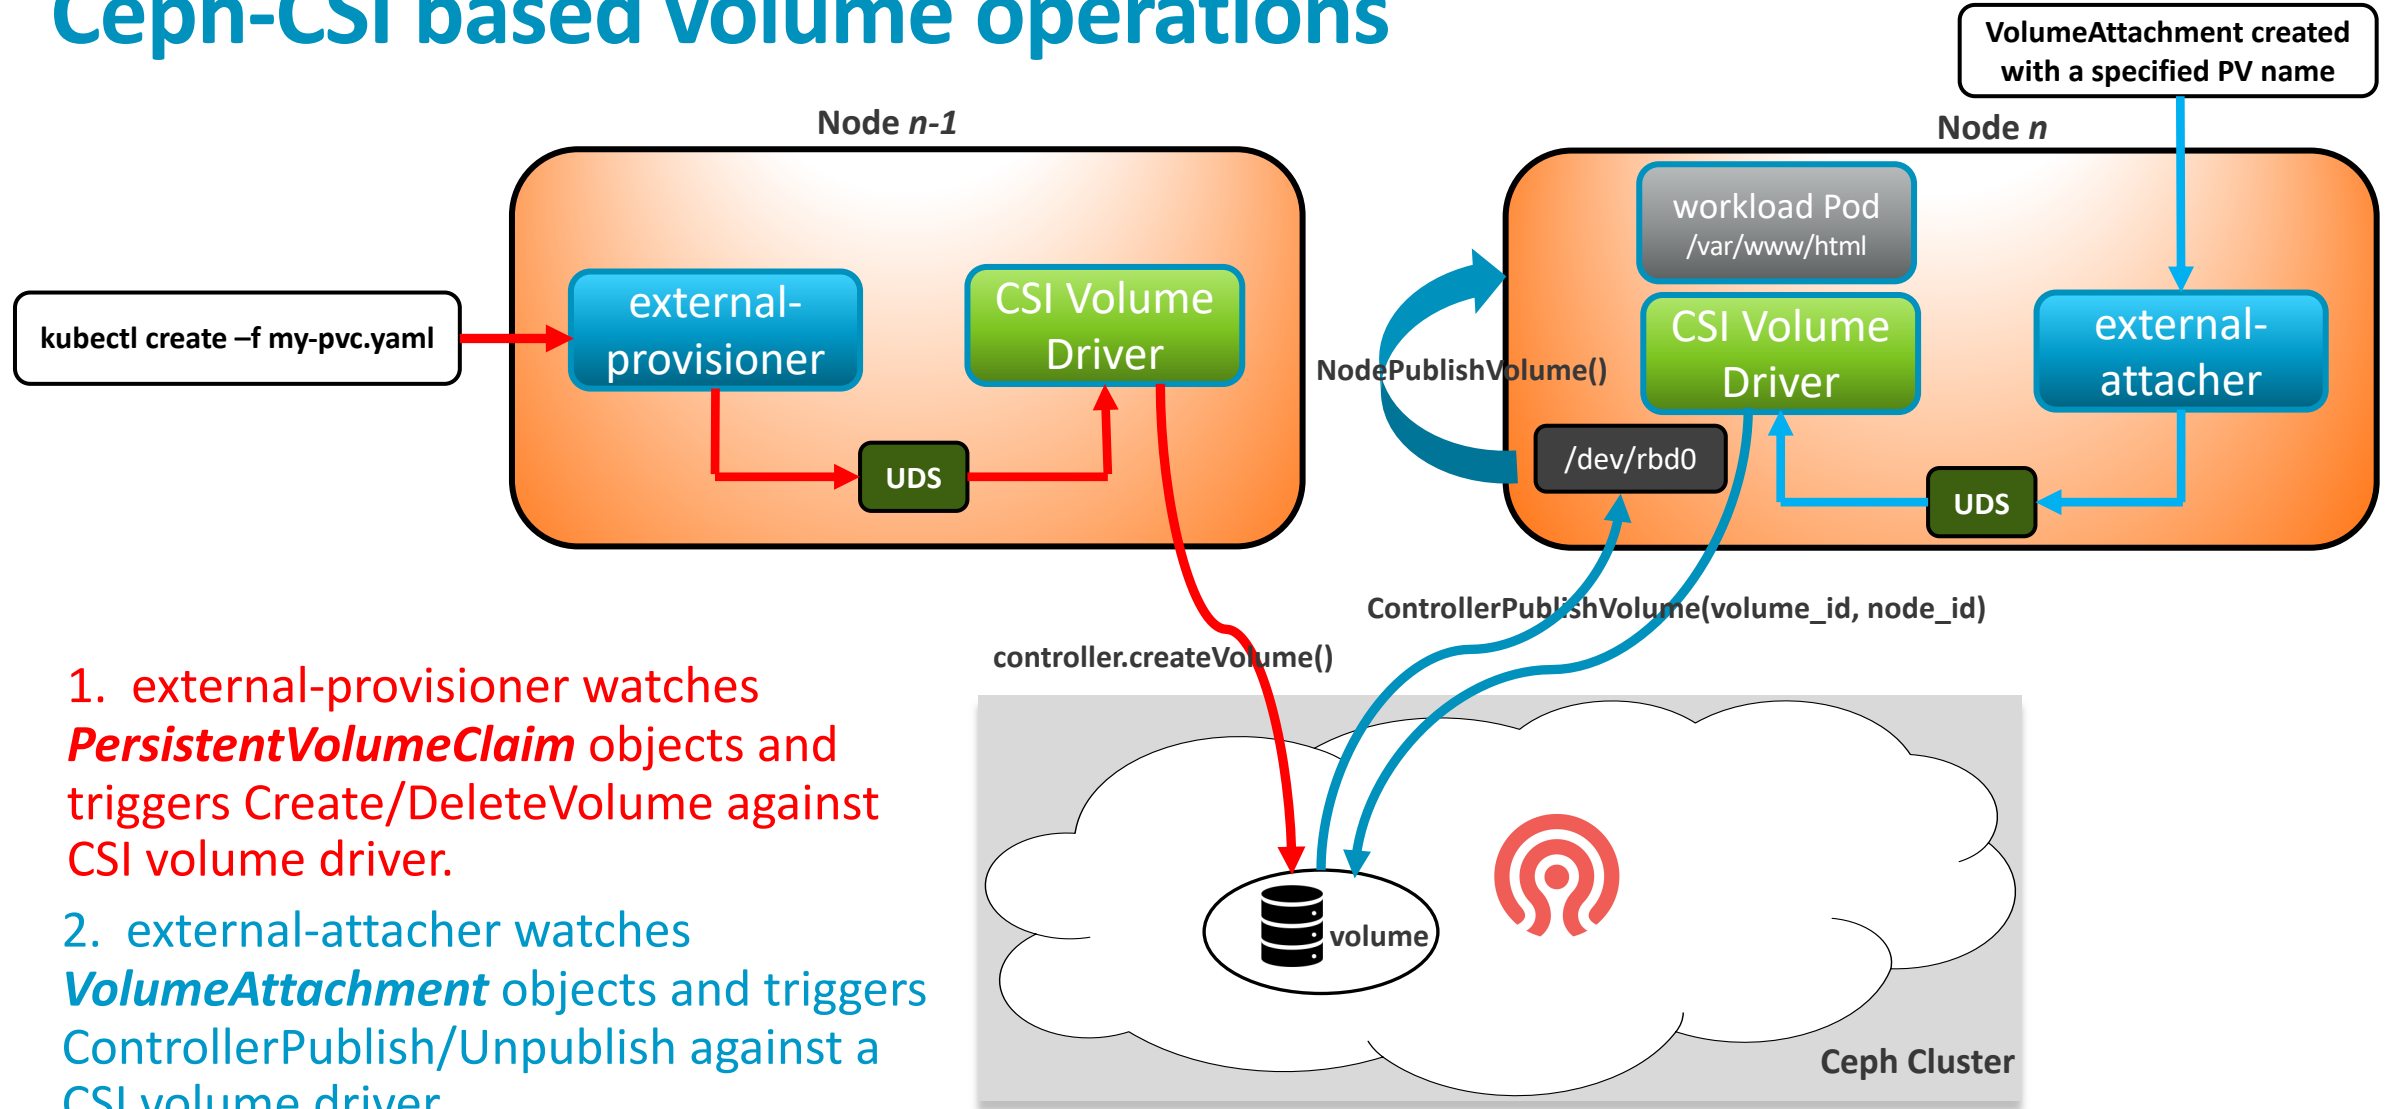 Ceph-CSI based volume operations
VolumeAttachment created
with a specified PV name
Node n-1
Node n
workload Pod
/var/www/html
kubectl create –f my-pvc.yaml
external-
provisioner
CSI Volume
Driver
UDS
NodePublishVolume()
CSI Volume
Driver
external-
attacher
/dev/rbd0
UDS
ControllerPublishVolume(volume_id, node_id)
controller.createVolume()
1. external-provisioner watches
PersistentVolumeClaim objects and
triggers Create/DeleteVolume against
CSI volume driver.
2. external-attacher watches
VolumeAttachment objects and triggers
ControllerPublish/Unpublish against a
CSI volume driver
volume
Ceph Cluster